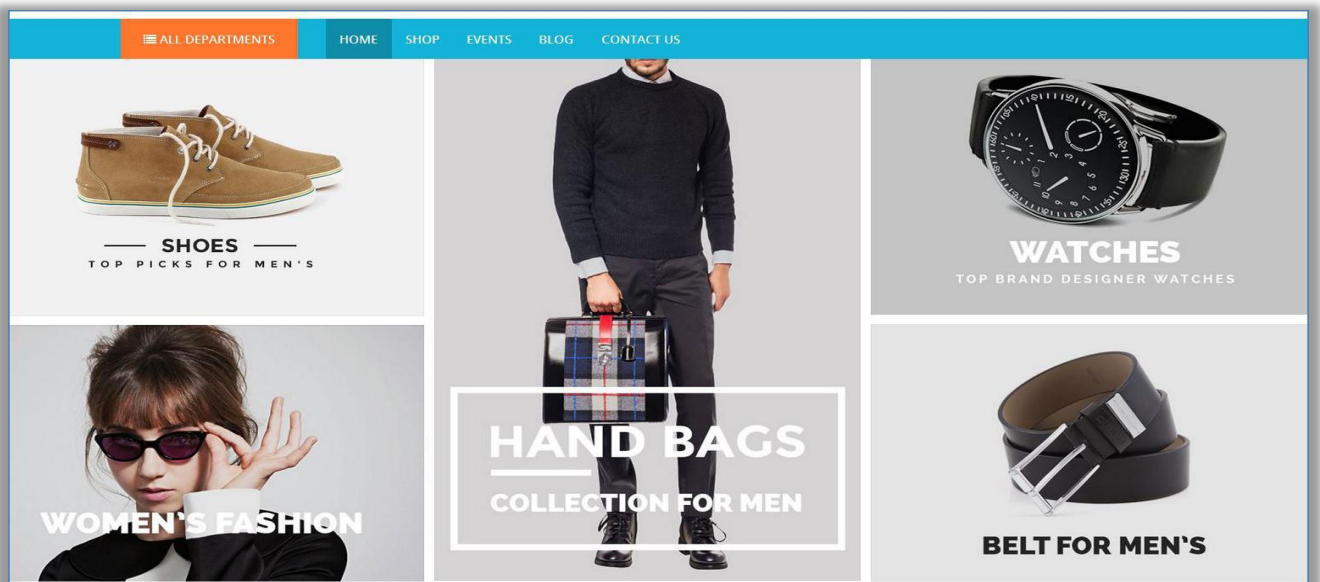 ALL DEPARTMENTS
HOME
SHOP
EVENTS
BLOG
CONTACT US
SHOES
TOP PICKS FOR MEN'S
WATCHES
TOP BRAND DESIGNER WATCHES
WOMEN'S FASHION
HAND BAGS
COLLECTION FOR MEN
BELT FOR MEN'S